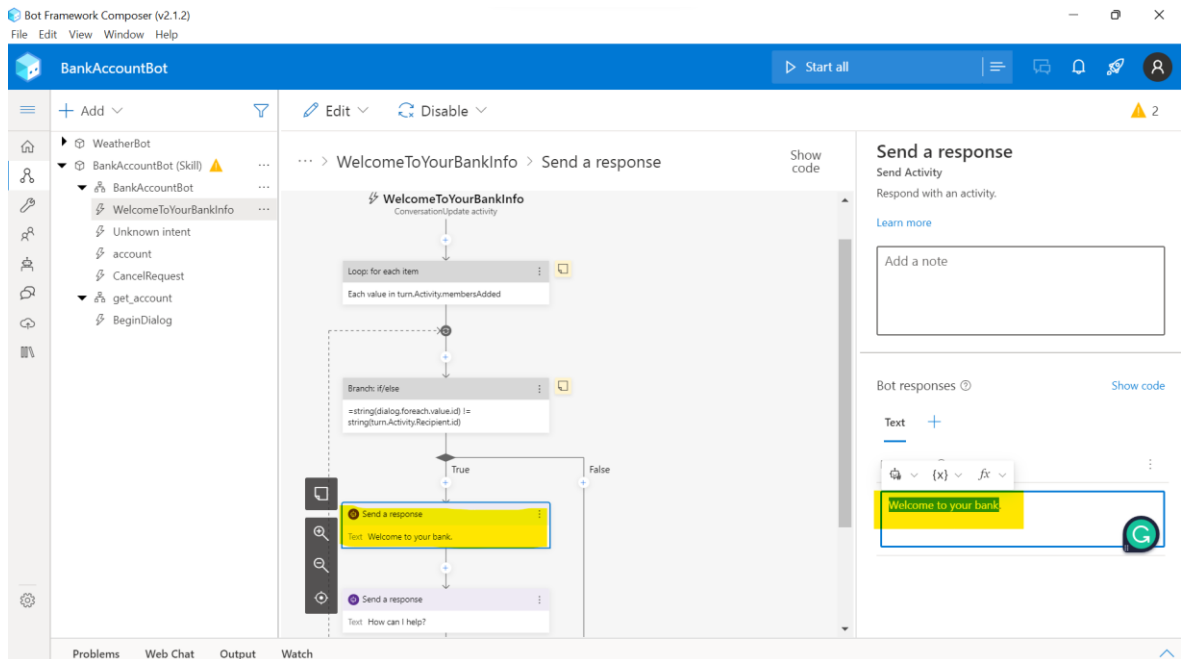 Bot Framework Composer (v2.1.2)
File Edit View Window Help
BankAccountBot
Start all
Add
Edit
Disable
2
WeatherBot
BankAccountBot (Skill)
BankAccountBot
WelcomeToYourBankInfo
Unknown intent
account
CancelRequest
get_account
BeginDialog
... > WelcomeToYourBankInfo > Send a response
Show
code
WelcomeToYourBankInfo
ConversationUpdate activity
Loop: for each item
Each value in turn.Activity.membersAdded
Branch: if/else
=string(dialog.foreach.value.id) !=
string(turn.Activity.Recipient.id)
True
False
Send a response
Text Welcome to your bank.
Send a response
Text How can I help?
Send a response
Send Activity
Respond with an activity.
Learn more
Add a note
Bot responses
Show code
Text
{x}
fx
Welcome to your bank.
Problems Web Chat Output Watch